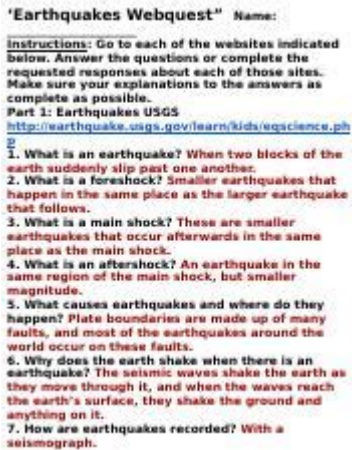 ‘Earthquakes Webquest” Name:
____________________
Instructions: Go to each of the websites indicated
below. Answer the questions or complete the
requested responses about each of those sites.
Make sure your explanations to the answers as
complete as possible.
Part 1: Earthquakes USGS
http://earthquake.usgs.gov/learn/kids/eqscience.ph
p
1. What is an earthquake? When two blocks of the
earth suddenly slip past one another.
2. What is a foreshock? Smaller earthquakes that
happen in the same place as the larger earthquake
that follows.
3. What is a main shock? These are smaller
earthquakes that occur afterwards in the same
place as the main shock.
4. What is an aftershock? An earthquake in the
same region of the main shock, but smaller
magnitude.
5. What causes earthquakes and where do they
happen? Plate boundaries are made up of many
faults, and most of the earthquakes around the
world occur on these faults.
6. Why does the earth shake when there is an
earthquake? The seismic waves shake the earth as
they move through it, and when the waves reach
the earth's surface, they shake the ground and
anything on it.
7. How are earthquakes recorded? With a
seismograph.